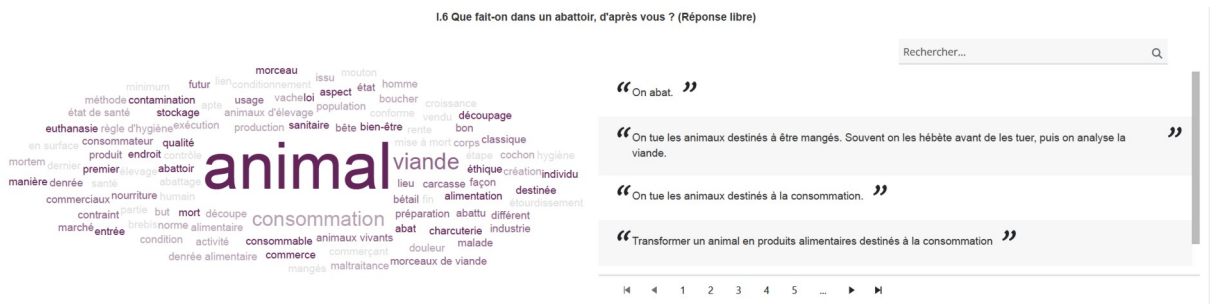 I.6 Que fait-on dans un abattoir, d'après vous ? (Réponse libre)
Rechercher...
morceau
issu
mouton
minimum
futur
lien
conditionnement
aspect
état
homme
méthode
contamination
apte
usage
vache
loi
population
boucher
croissance
état de santé
stockage
animaux d'élevage
conforme
vendu
découpage
euthanasie
règle d'hygiène
exécution
production
sanitaire
bête
bien-être
rente
bon
en surface
consommateur
qualité
mise à mort
corps
classique
mortem
dernier
produit
endroit
contrôle
animal
viande
étape
cochon
hygiène
premier
élevage
abattoir
éthique
création
individu
manière
denrée
santé
abattage
lieu
carcasse
façon
destinée
commerciaux
nourriture
humain
bétail
fin
alimentation
étourdissement
contraint
partie
but
mort
découpe
consommation
préparation
abattu
différent
marché
entrée
brebis
norme alimentaire
abat
charcuterie
industrie
condition
activité
consommable
animaux vivants
douleur
malade
denrée alimentaire
commerce
commerçant
mangés
maltraitance
morceaux de viande
“ On abat. ”
“ On tue les animaux destinés à être mangés. Souvent on les hébète avant de les tuer, puis on analyse la
viande. ”
“ On tue les animaux destinés à la consommation. ”
“ Transformer un animal en produits alimentaires destinés à la consommation ”
1 2 3 4 5 ...